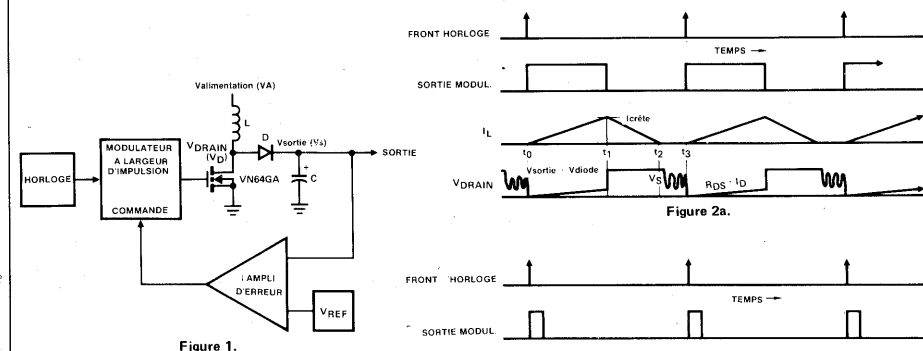 Valimentation (VA)
L
VDRAIN
(VD)
D
Vsortie (Vs)
SORTIE
HORLOGE
MODULATEUR
A LARGEUR
D'IMPULSION
COMMANDE
VN64GA
+
C
AMPLI
D'ERREUR
VREF
Figure 1.
FRONT HORLOGE
TEMPS
SORTIE MODUL.
IL
Icrête
t0 t1 t2 t3
VDRAIN
Vsortie · Vdiode
VS
RDS · ID
Figure 2a.
FRONT HORLOGE
TEMPS
SORTIE MODUL.